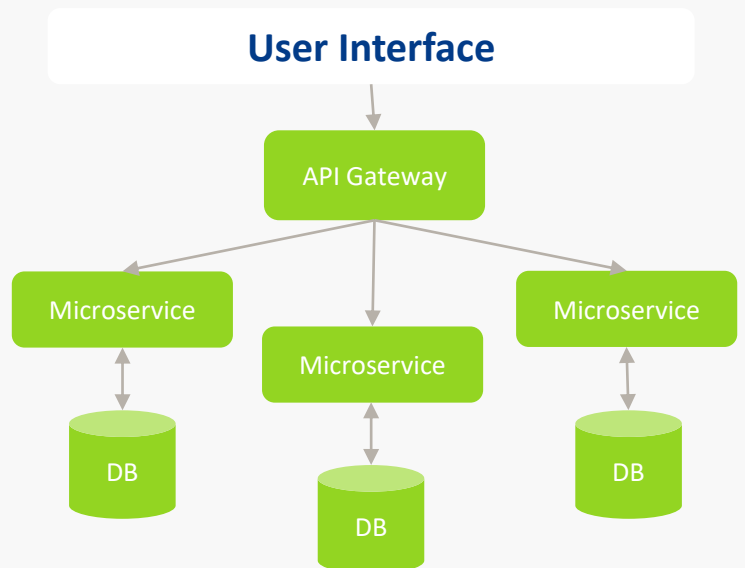 User Interface
API Gateway
Microservice
Microservice
Microservice
DB
DB
DB